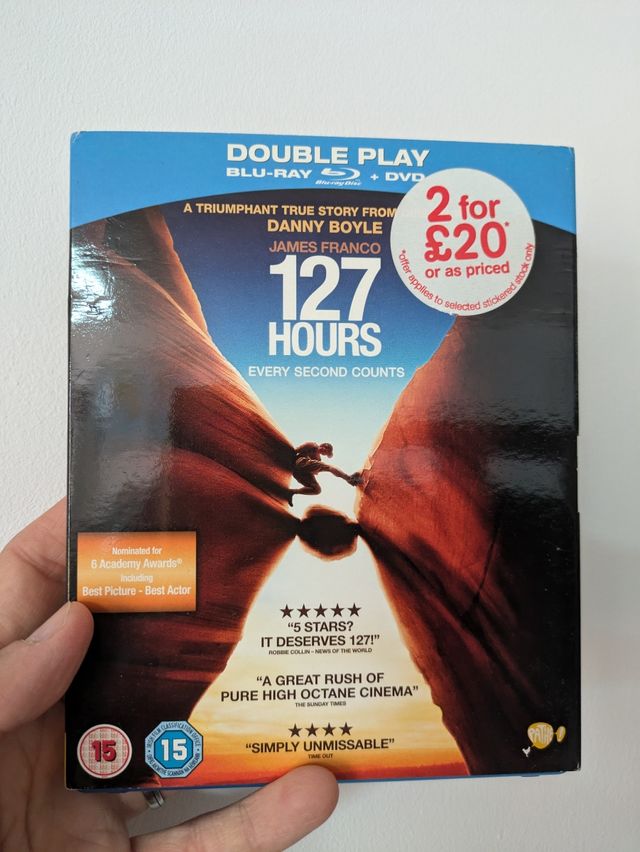 DOUBLE PLAY
BLU-RAY Blu-ray Disc + DVD
A TRIUMPHANT TRUE STORY FROM
DANNY BOYLE
JAMES FRANCO
127
HOURS
EVERY SECOND COUNTS
2 for
£20*
or as priced
*offer applies to selected stickered stock only
Nominated for
6 Academy Awards®
Including
Best Picture - Best Actor
★★★★★
“5 STARS?
IT DESERVES 127!”
ROBBIE COLLIN – NEWS OF THE WORLD
“A GREAT RUSH OF
PURE HIGH OCTANE CINEMA”
THE SUNDAY TIMES
★★★★
“SIMPLY UNMISSABLE”
TIME OUT
15
15
PATHE